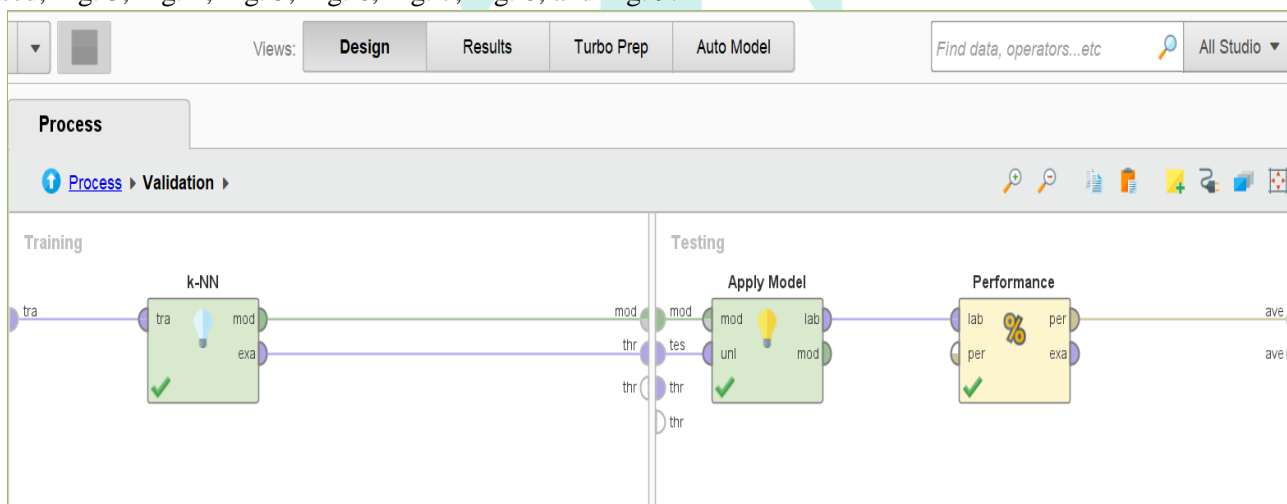 Views: Design Results Turbo Prep Auto Model Find data, operators...etc All Studio
Process
Process Validation
Training Testing
k-NN Apply Model Performance
tra tra mod mod mod mod lab lab per ave
exa thr tes unl mod per exa ave
thr thr
thr